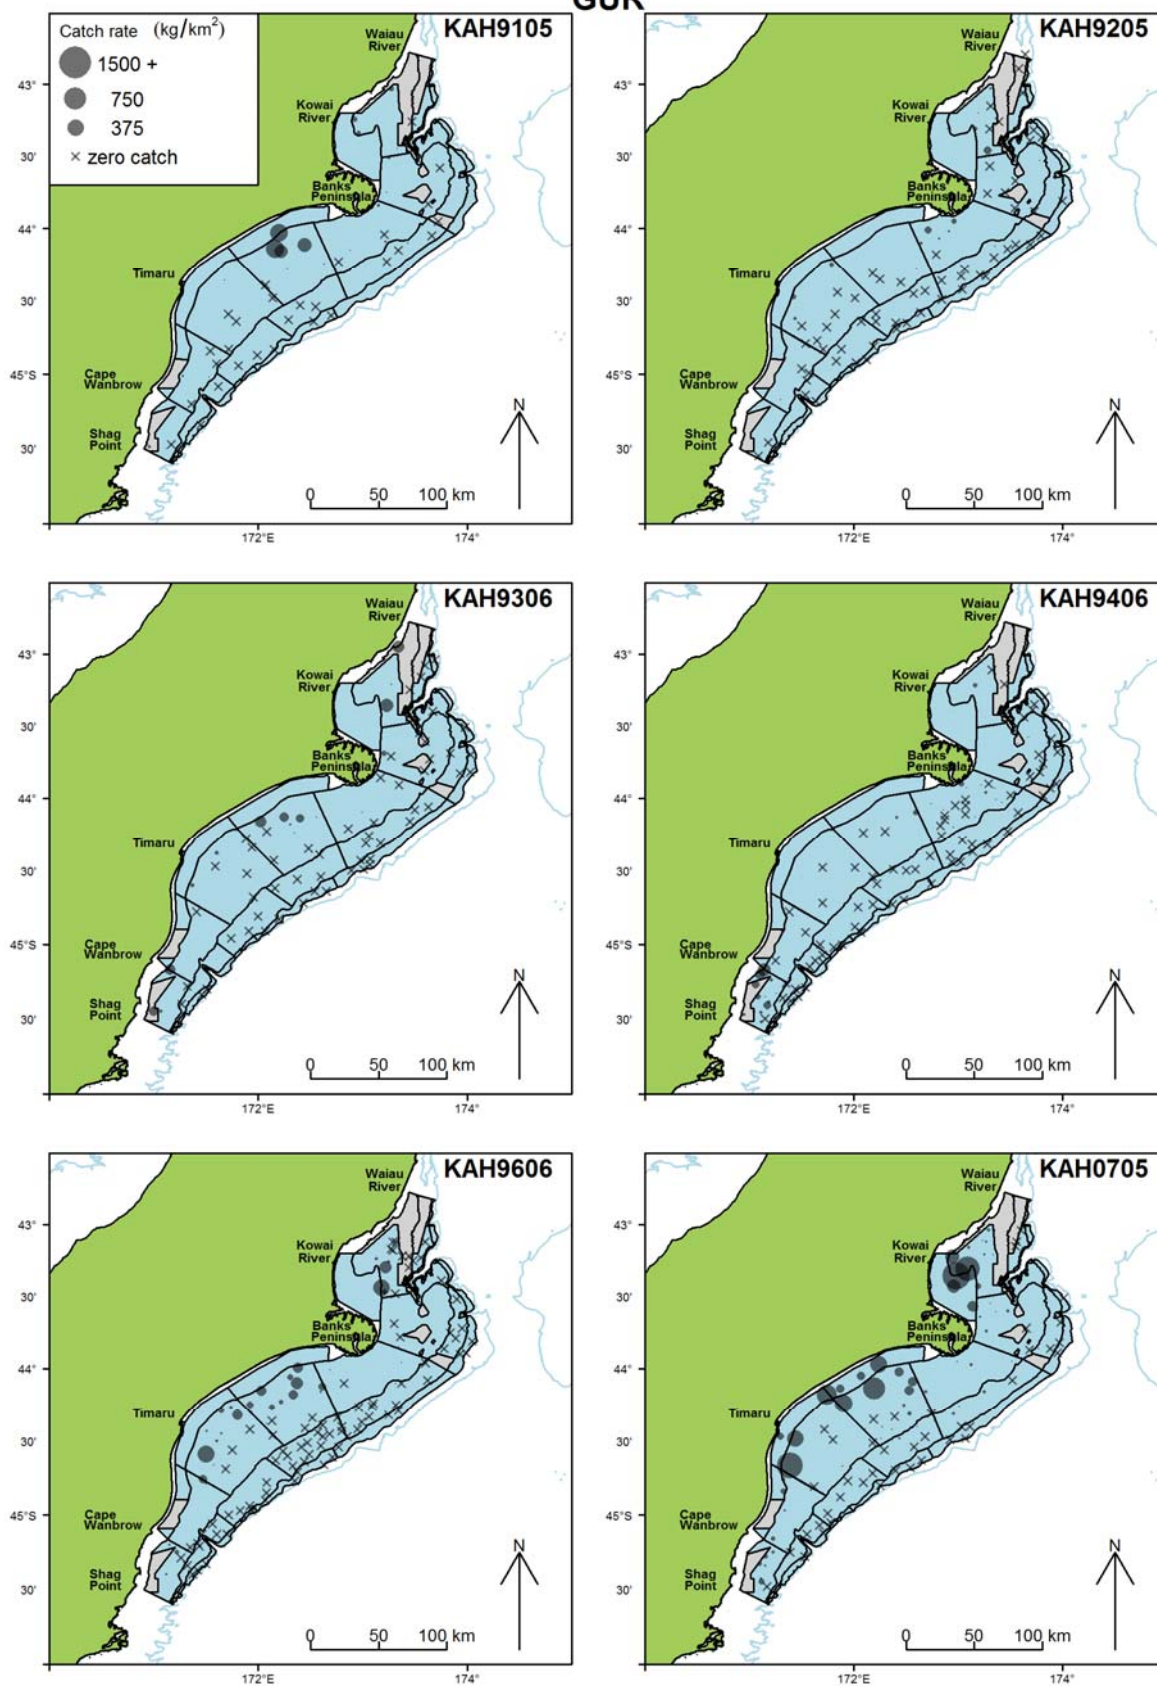 GUR
KAH9105
Catch rate (kg/km²)
1500 +
750
375
× zero catch
Waiau
River
Kowai
River
Banks
Peninsula
Timaru
Cape
Wanbrow
Shag
Point
43°
30'
44°
30'
45°S
30'
N
0 50 100 km
172°E 174°
KAH9205
Waiau
River
Kowai
River
Banks
Peninsula
Timaru
Cape
Wanbrow
Shag
Point
43°
30'
44°
30'
45°S
30'
N
0 50 100 km
172°E 174°
KAH9306
Waiau
River
Kowai
River
Banks
Peninsula
Timaru
Cape
Wanbrow
Shag
Point
43°
30'
44°
30'
45°S
30'
N
0 50 100 km
172°E 174°
KAH9406
Waiau
River
Kowai
River
Banks
Peninsula
Timaru
Cape
Wanbrow
Shag
Point
43°
30'
44°
30'
45°S
30'
N
0 50 100 km
172°E 174°
KAH9606
Waiau
River
Kowai
River
Banks
Peninsula
Timaru
Cape
Wanbrow
Shag
Point
43°
30'
44°
30'
45°S
30'
N
0 50 100 km
172°E 174°
KAH0705
Waiau
River
Kowai
River
Banks
Peninsula
Timaru
Cape
Wanbrow
Shag
Point
43°
30'
44°
30'
45°S
30'
N
0 50 100 km
172°E 174°